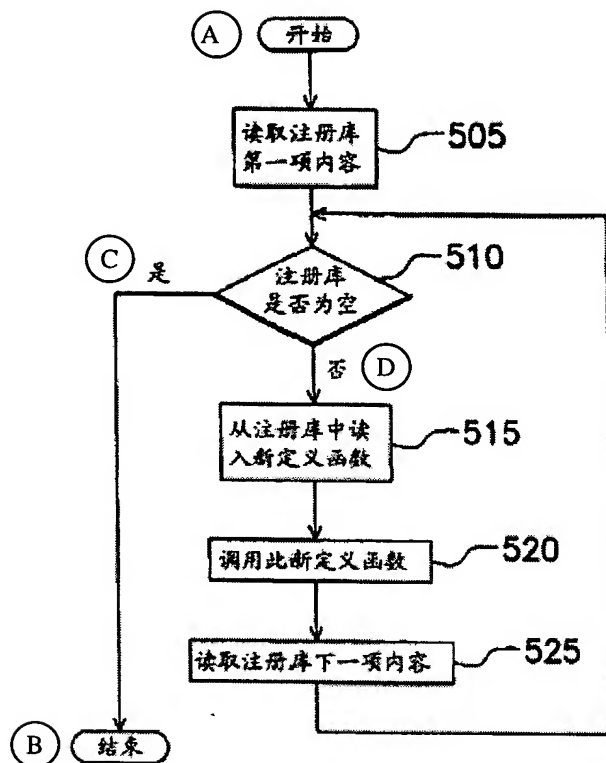 A
开始
读取注册库
第一项内容
505
C
是
注册库
是否为空
510
否
D
从注册库中读
入新定义函数
515
调用此新定义函数
520
读取注册库下一项内容
525
B
结束